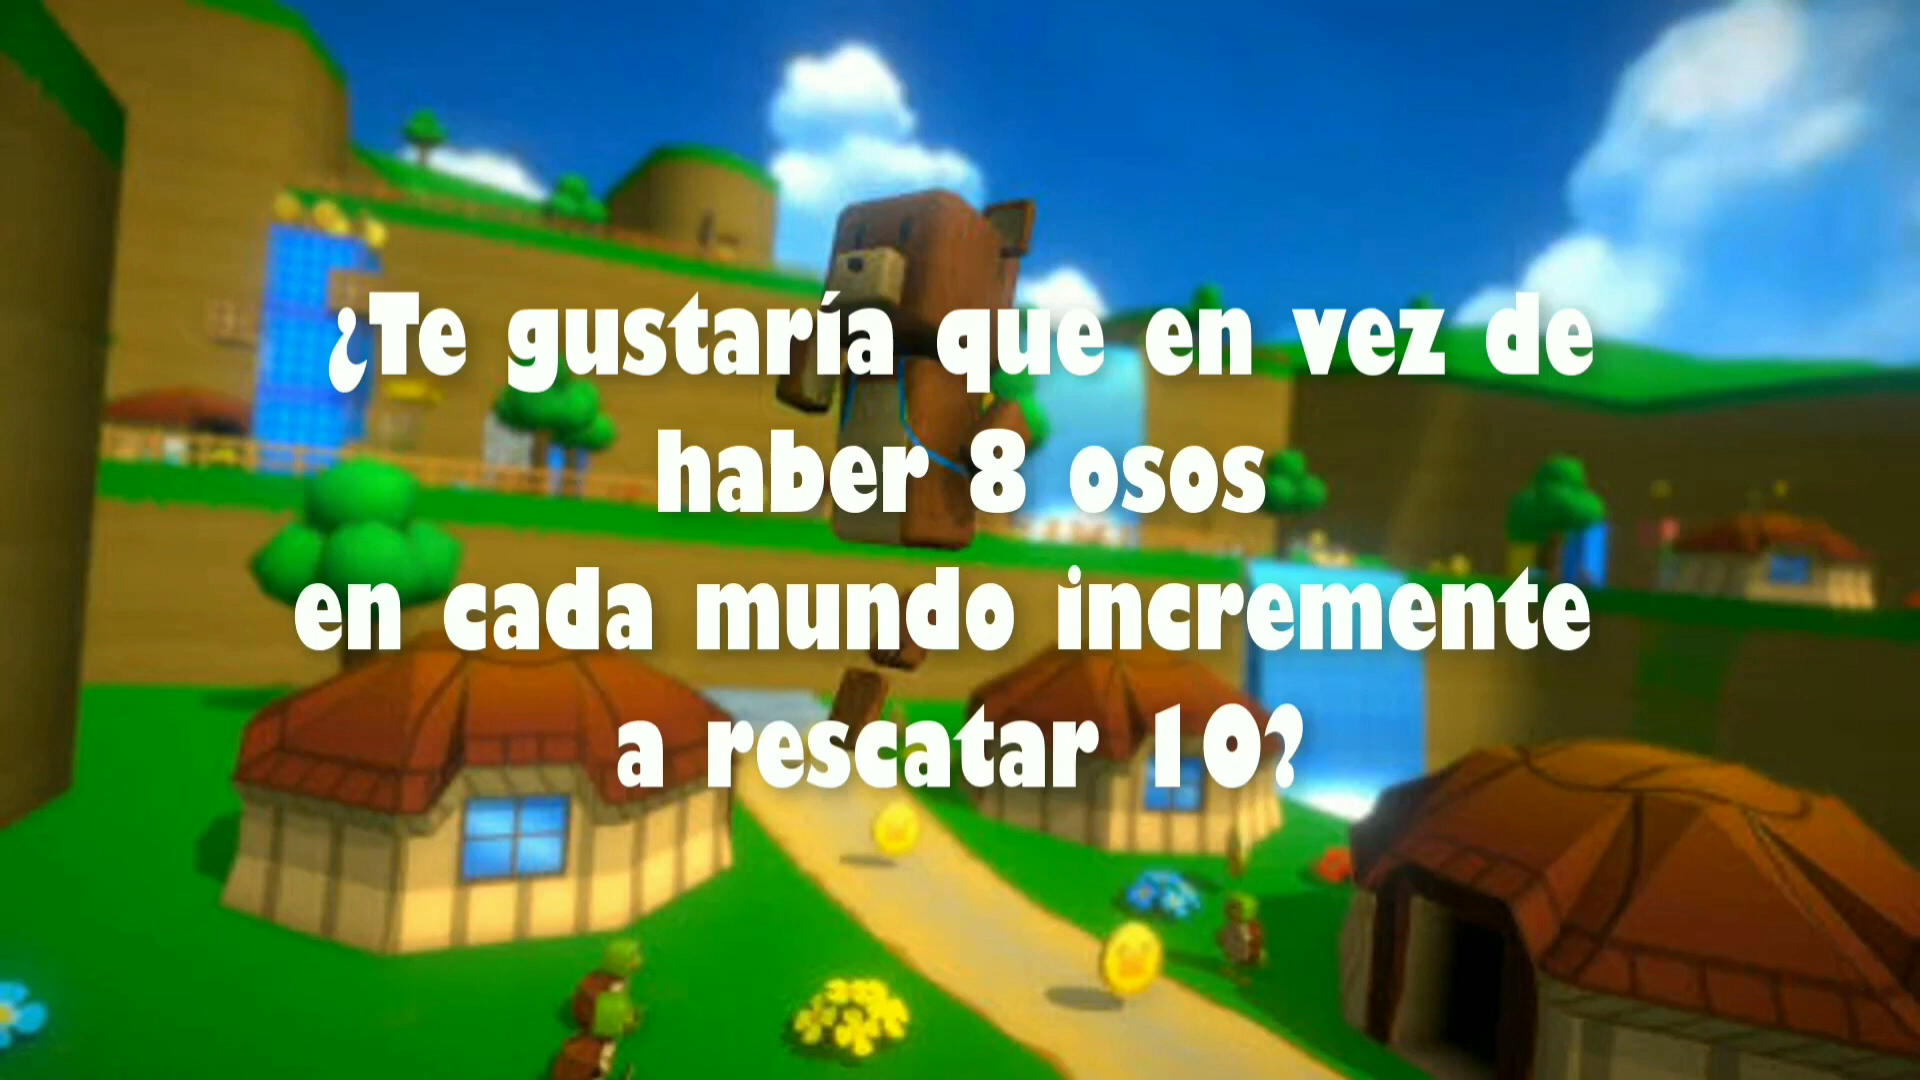 ¿Te gustaría que en vez de
haber 8 osos
en cada mundo incremente
a rescatar 10?